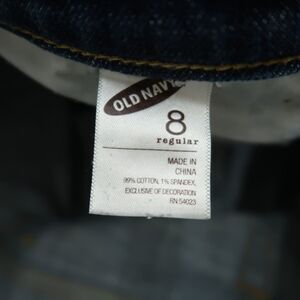 OLD NAVY
8
regular
MADE IN
CHINA
99% COTTON, 1% SPANDEX,
EXCLUSIVE OF DECORATION
RN 54023